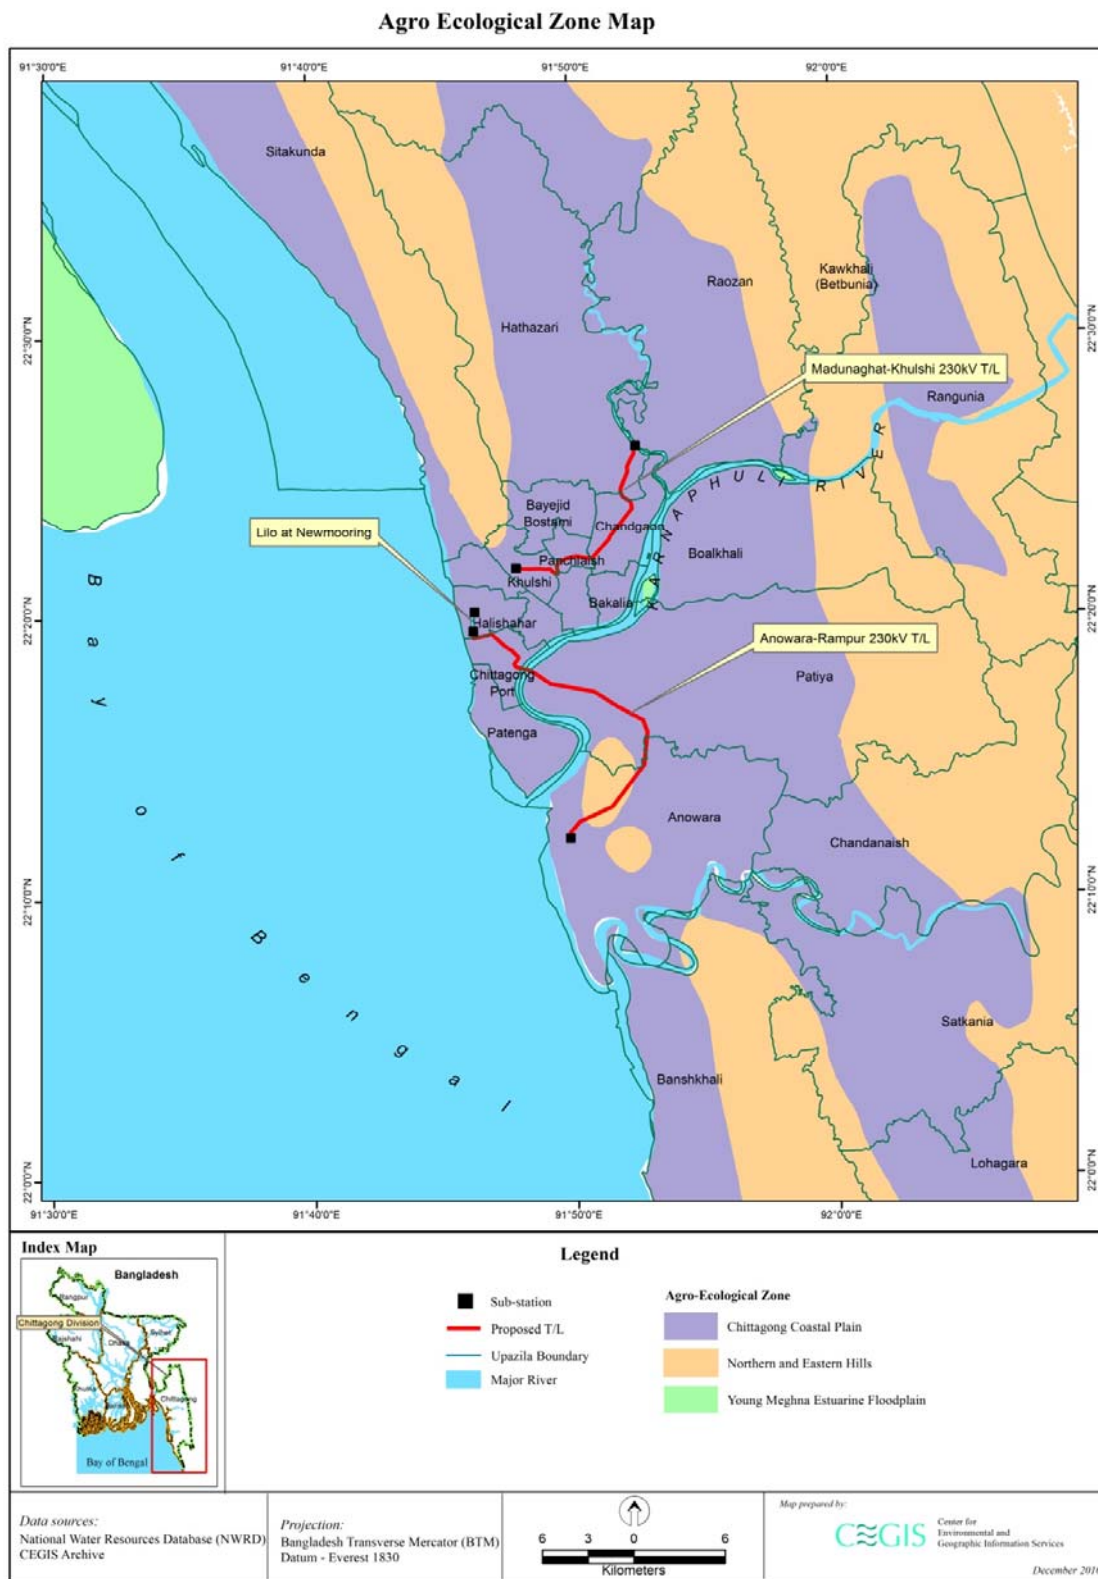 Agro Ecological Zone Map
91°30'0"E
91°40'0"E
91°50'0"E
92°0'0"E
22°30'0"N
22°30'0"N
22°20'0"N
22°20'0"N
22°10'0"N
22°10'0"N
22°0'0"N
22°0'0"N
Sitakunda
Hathazari
Raozan
Kawkhali
(Betbunia)
Rangunia
Madunaghat-Khulshi 230kV T/L
KARNAPHULI RIVER
Bayejid
Bostami
Chandgaon
Lilo at Newmooring
Panchlaish
Khulshi
Boalkhali
Bakalia
Halishahar
Anowara-Rampur 230kV T/L
Chittagong
Port
Patiya
Patenga
Bay of Bengal
Anowara
Chandanaish
Satkania
Banshkhali
Lohagara
91°30'0"E
91°40'0"E
91°50'0"E
92°0'0"E
Index Map
Bangladesh
Rangpur
Chittagong Division
Rajshahi
Dhaka
Sylhet
Khulna
Chittagong
Bay of Bengal
Legend
Sub-station
Proposed T/L
Upazila Boundary
Major River
Agro-Ecological Zone
Chittagong Coastal Plain
Northern and Eastern Hills
Young Meghna Estuarine Floodplain
Data sources:
National Water Resources Database (NWRD)
CEGIS Archive
Projection:
Bangladesh Transverse Mercator (BTM)
Datum - Everest 1830
6 3 0 6
Kilometers
Map prepared by:
CEGIS
Center for
Environmental and
Geographic Information Services